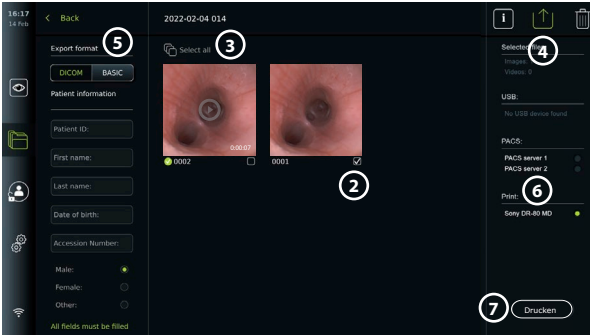 16:17
14 Feb
Back
2022-02-04 014
i
Export format
5
DICOM
BASIC
Patient information
Patient ID:
First name:
Last name:
Date of birth:
Accession Number:
Male:
Female:
Other:
All fields must be filled
Select all
3
0:00:07
0002
0001
2
4
Selected files
Images:
Videos: 0
USB:
No USB device found
PACS:
PACS server 1
PACS server 2
6
Print:
Sony DR-80 MD
7
Drucken